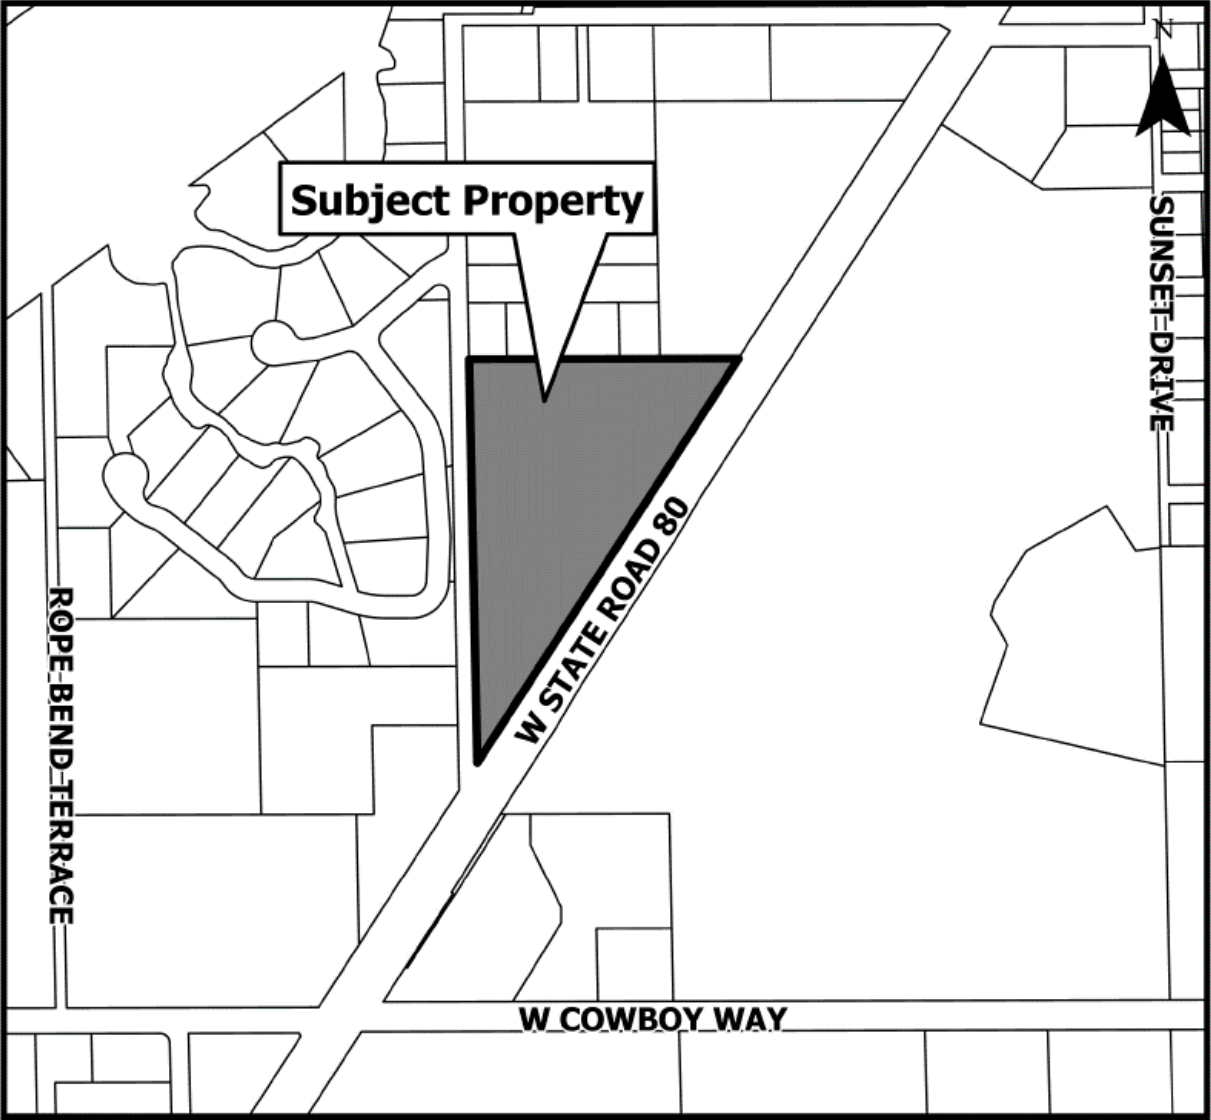 N
Subject Property
SUNSET DRIVE
W STATE ROAD 80
ROPE BEND TERRACE
W COWBOY WAY